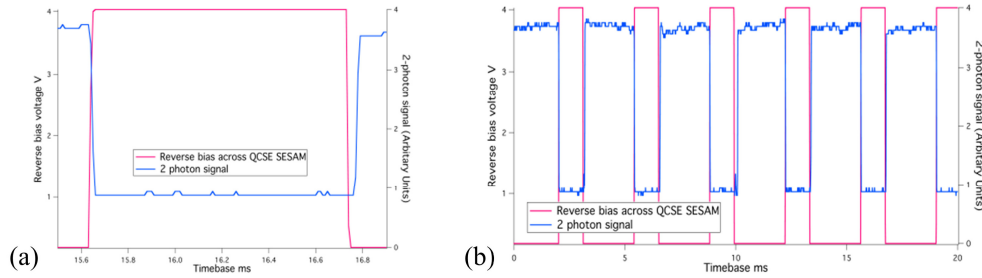 (a)
Reverse bias voltage V
4
3
2
1
4
3
2
1
0
2-photon signal (Arbitary Units)
Reverse bias across QCSE SESAM
2 photon signal
15.6 15.8 16.0 16.2 16.4 16.6 16.8
Timebase ms
(b)
Reverse bias voltage V
4
3
2
1
4
3
2
1
0
2-photon signal (Arbitary Units)
Reverse bias across QCSE SESAM
2 photon signal
0 5 10 15 20
Timebase ms